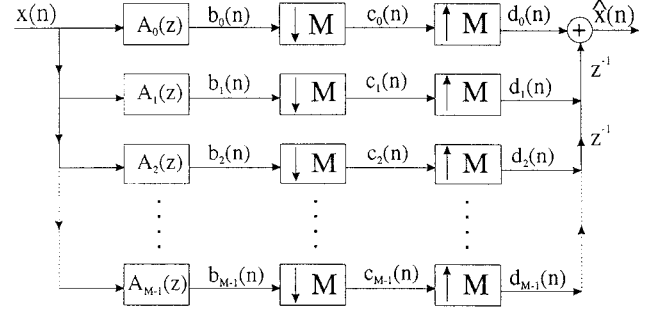 x(n) A₀(z) b₀(n) ↓ M c₀(n) ↑ M d₀(n) + x̂(n)
z⁻¹
A₁(z) b₁(n) ↓ M c₁(n) ↑ M d₁(n)
z⁻¹
A₂(z) b₂(n) ↓ M c₂(n) ↑ M d₂(n)
A_{M-1}(z) b_{M-1}(n) ↓ M c_{M-1}(n) ↑ M d_{M-1}(n)